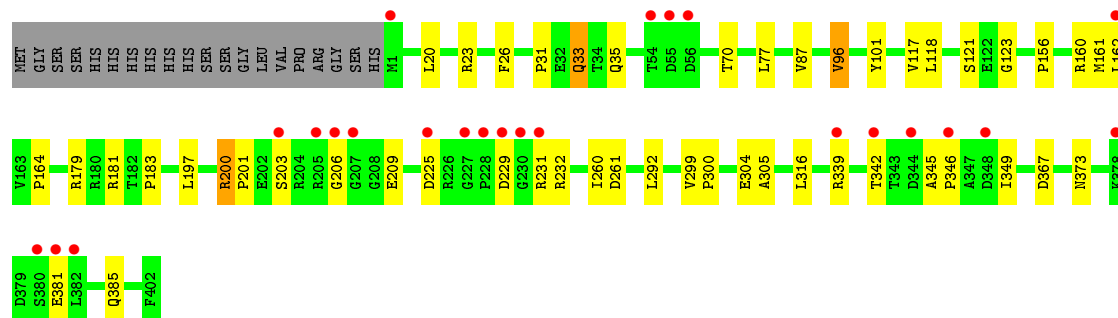 MET GLY SER SER HIS HIS HIS HIS HIS HIS SER SER GLY LEU VAL PRO ARG GLY SER HIS M1 L20 R23 F26 P31 E32 Q33 T34 Q35 T54 D55 D56 T70 L77 V87 V96 Y101 V117 L118 S121 E122 G123 P156 R160 M161 L162
V163 P164 R179 R180 R181 T182 P183 L197 R200 P201 E202 S203 R204 R205 G206 G207 G208 E209 D225 R226 G227 P228 D229 G230 R231 R232 I260 D261 L292 V299 P300 E304 A305 L316 R339 T342 T343 D344 A345 P346 A347 D348 I349 D367 N373 K378
D379 S380 E381 L382 Q385 F402